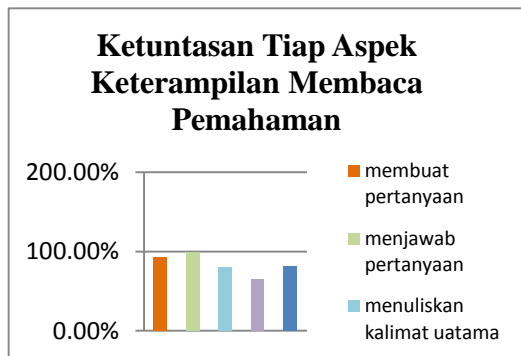 Ketuntasan Tiap Aspek
Keterampilan Membaca
Pemahaman
200.00%
100.00%
0.00%
membuat
pertanyaan
menjawab
pertanyaan
menuliskan
kalimat uatama